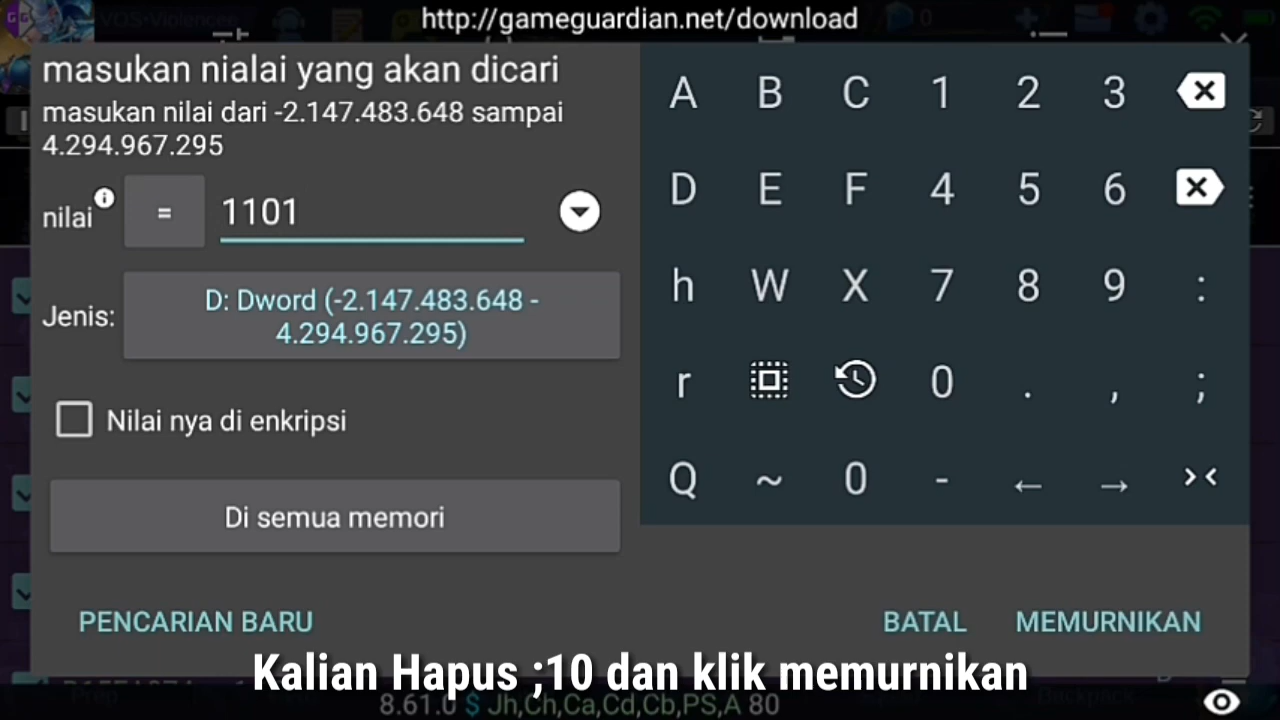 VOS•Violencee
http://gameguardian.net/download
0
masukan nialai yang akan dicari
masukan nilai dari -2.147.483.648 sampai
4.294.967.295
nilai = 1101
Jenis: D: Dword (-2.147.483.648 -
4.294.967.295)
Nilai nya di enkripsi
Di semua memori
A B C 1 2 3
D E F 4 5 6
h W X 7 8 9 :
r 0 . , ;
Q ~ 0 - ← → ><
PENCARIAN BARU BATAL MEMURNIKAN
Kalian Hapus ;10 dan klik memurnikan
8.61.0 $ Jh,Ch,Ca,Cd,Cb,PS,A 80